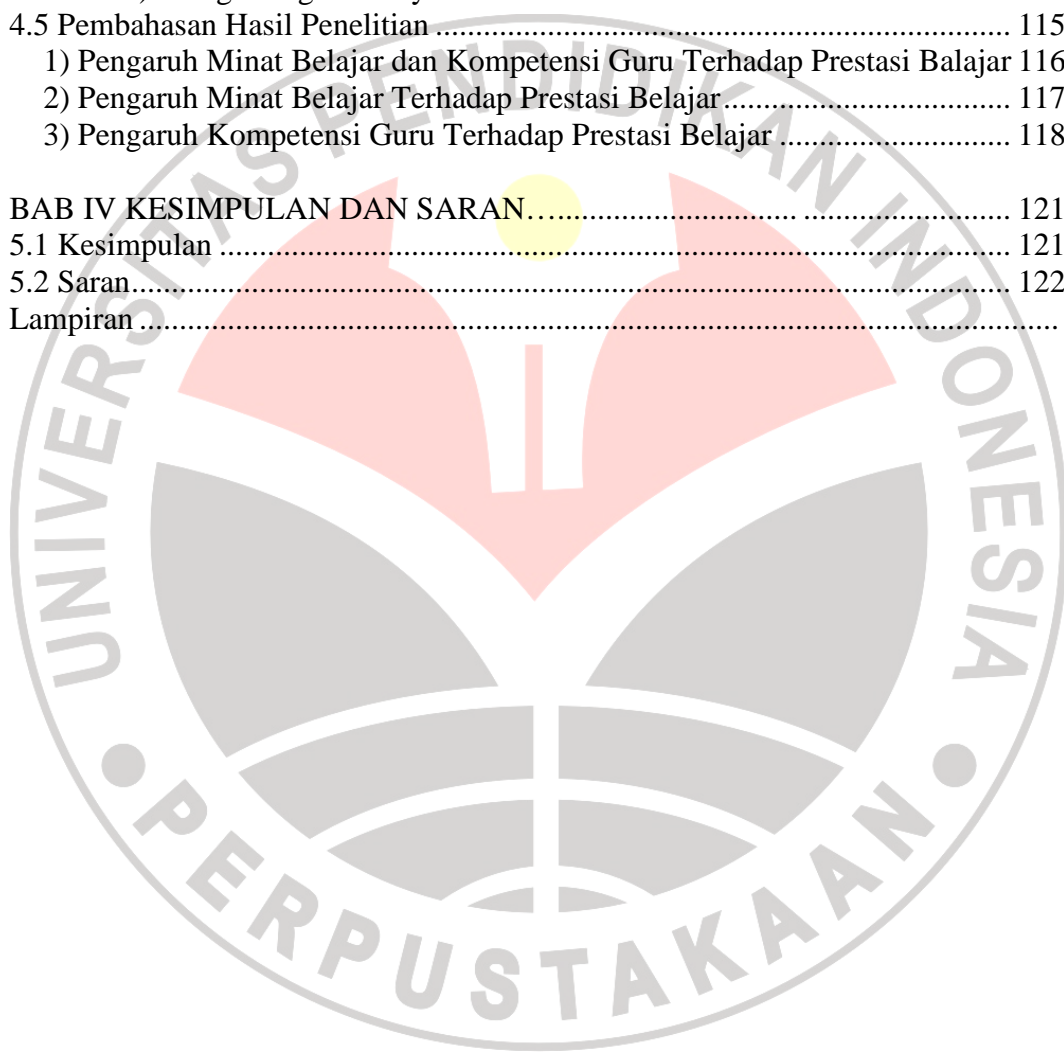 4.5 Pembahasan Hasil Penelitian ........................................................................... 115
1) Pengaruh Minat Belajar dan Kompetensi Guru Terhadap Prestasi Balajar 116
2) Pengaruh Minat Belajar Terhadap Prestasi Belajar ..................................... 117
3) Pengaruh Kompetensi Guru Terhadap Prestasi Belajar .............................. 118
BAB IV KESIMPULAN DAN SARAN…............................... ........................... 121
5.1 Kesimpulan ....................................................................................................... 121
5.2 Saran.................................................................................................................. 122
Lampiran ........................................................................................................................
UNIVERSITAS PENDIDIKAN INDONESIA
PERPUSTAKAAN